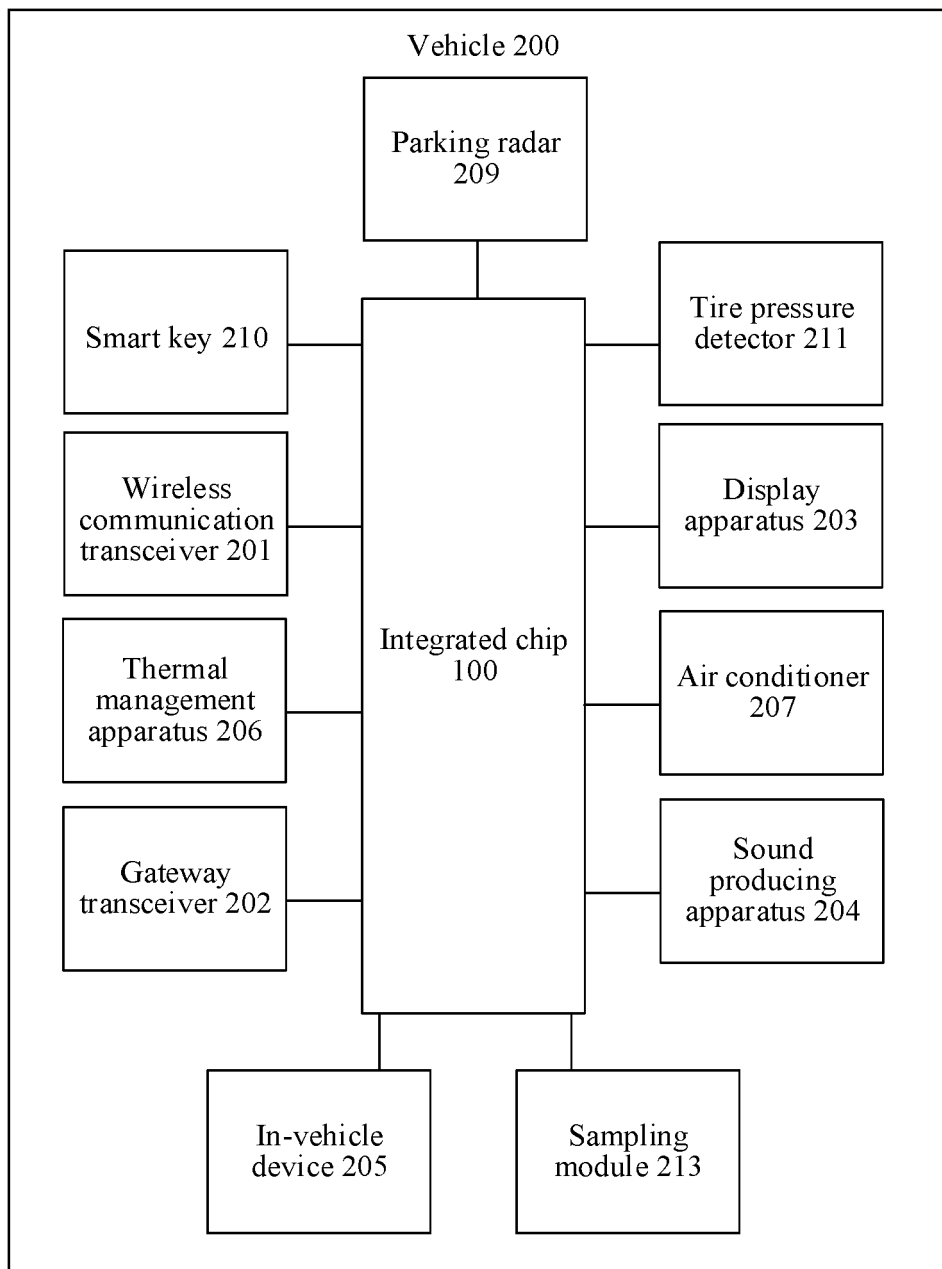 Vehicle 200
Parking radar
209
Smart key 210
Tire pressure
detector 211
Wireless
communication
transceiver 201
Display
apparatus 203
Integrated chip
100
Thermal
management
apparatus 206
Air conditioner
207
Gateway
transceiver 202
Sound
producing
apparatus 204
In-vehicle
device 205
Sampling
module 213